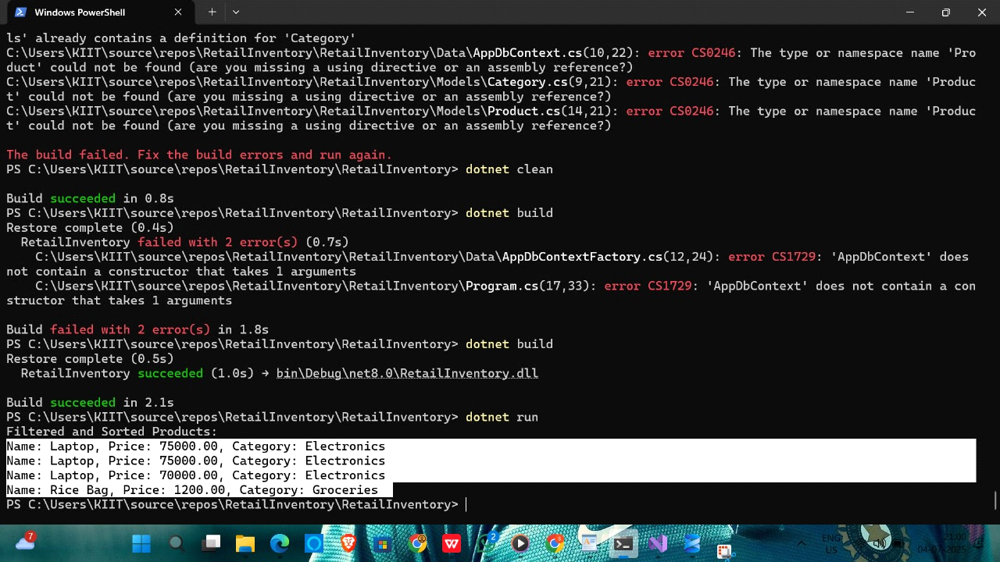 Windows PowerShell
ls' already contains a definition for 'Category'
C:\Users\KIIT\source\repos\RetailInventory\RetailInventory\Data\AppDbContext.cs(10,22): error CS0246: The type or namespace name 'Pro
duct' could not be found (are you missing a using directive or an assembly reference?)
C:\Users\KIIT\source\repos\RetailInventory\RetailInventory\Models\Category.cs(9,21): error CS0246: The type or namespace name 'Produc
t' could not be found (are you missing a using directive or an assembly reference?)
C:\Users\KIIT\source\repos\RetailInventory\RetailInventory\Models\Product.cs(14,21): error CS0246: The type or namespace name 'Produc
t' could not be found (are you missing a using directive or an assembly reference?)
The build failed. Fix the build errors and run again.
PS C:\Users\KIIT\source\repos\RetailInventory\RetailInventory> dotnet clean
Build succeeded in 0.8s
PS C:\Users\KIIT\source\repos\RetailInventory\RetailInventory> dotnet build
Restore complete (0.4s)
RetailInventory failed with 2 error(s) (0.7s)
C:\Users\KIIT\source\repos\RetailInventory\RetailInventory\Data\AppDbContextFactory.cs(12,24): error CS1729: 'AppDbContext' does
not contain a constructor that takes 1 arguments
C:\Users\KIIT\source\repos\RetailInventory\RetailInventory\Program.cs(17,33): error CS1729: 'AppDbContext' does not contain a con
structor that takes 1 arguments
Build failed with 2 error(s) in 1.8s
PS C:\Users\KIIT\source\repos\RetailInventory\RetailInventory> dotnet build
Restore complete (0.5s)
RetailInventory succeeded (1.0s) → bin\Debug\net8.0\RetailInventory.dll
Build succeeded in 2.1s
PS C:\Users\KIIT\source\repos\RetailInventory\RetailInventory> dotnet run
Filtered and Sorted Products:
Name: Laptop, Price: 75000.00, Category: Electronics
Name: Laptop, Price: 75000.00, Category: Electronics
Name: Laptop, Price: 70000.00, Category: Electronics
Name: Rice Bag, Price: 1200.00, Category: Groceries
PS C:\Users\KIIT\source\repos\RetailInventory\RetailInventory>
7
2
ENG
US
21:00
04-07-2025